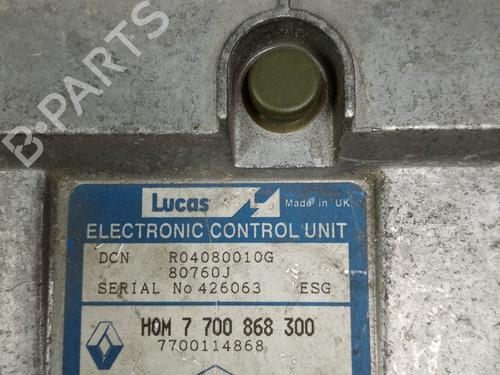 Lucas Made in UK
ELECTRONIC CONTROL UNIT
DCN R04080010G
80760J
SERIAL No 426063 ESG
HOM 7 700 868 300
7700114868